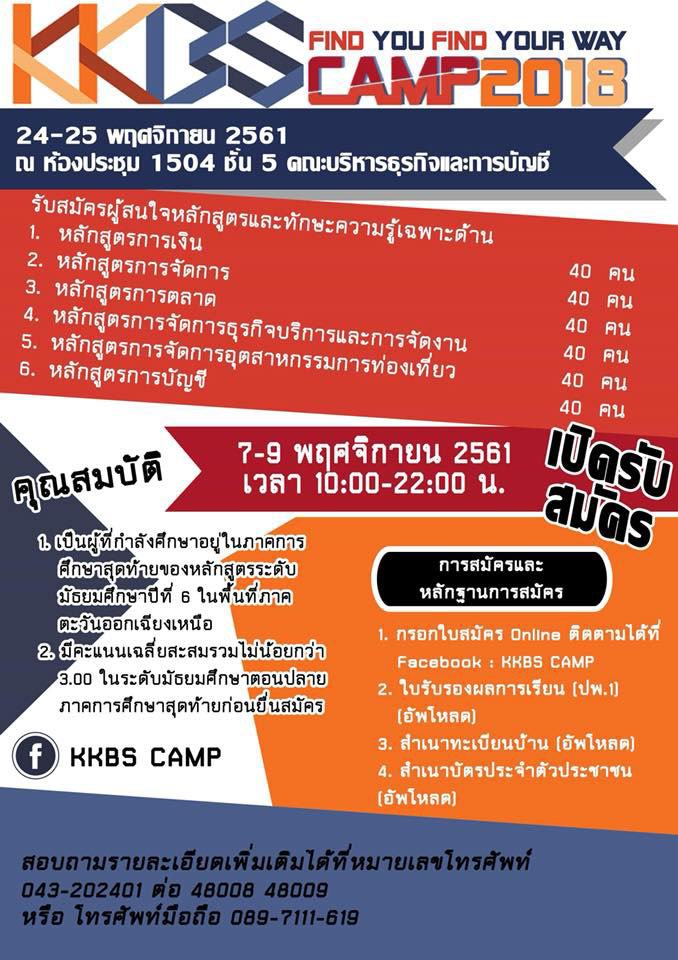 KKBS FIND YOU FIND YOUR WAY
CAMP2018
24-25 พฤศจิกายน 2561
ณ ห้องประชุม 1504 ชั้น 5 คณะบริหารธุรกิจและการบัญชี
รับสมัครผู้สนใจหลักสูตรและทักษะความรู้เฉพาะด้าน
1. หลักสูตรการเงิน 40 คน
2. หลักสูตรการจัดการ 40 คน
3. หลักสูตรการตลาด 40 คน
4. หลักสูตรการจัดการธุรกิจบริการและการจัดงาน 40 คน
5. หลักสูตรการจัดการอุตสาหกรรมการท่องเที่ยว 40 คน
6. หลักสูตรการบัญชี 40 คน
เปิดรับ
สมัคร
7-9 พฤศจิกายน 2561
เวลา 10:00-22:00 น.
คุณสมบัติ
1. เป็นผู้ที่กำลังศึกษาอยู่ในภาคการ
ศึกษาสุดท้ายของหลักสูตรระดับ
มัธยมศึกษาปีที่ 6 ในพื้นที่ภาค
ตะวันออกเฉียงเหนือ
2. มีคะแนนเฉลี่ยสะสมรวมไม่น้อยกว่า
3.00 ในระดับมัธยมศึกษาตอนปลาย
ภาคการศึกษาสุดท้ายก่อนยื่นสมัคร
f KKBS CAMP
การสมัครและ
หลักฐานการสมัคร
1. กรอกใบสมัคร Online ติดตามได้ที่
Facebook : KKBS CAMP
2. ใบรับรองผลการเรียน (ปพ.1)
(อัพโหลด)
3. สำเนาทะเบียนบ้าน (อัพโหลด)
4. สำเนาบัตรประจำตัวประชาชน
(อัพโหลด)
สอบถามรายละเอียดเพิ่มเติมได้ที่หมายเลขโทรศัพท์
043-202401 ต่อ 48008 48009
หรือ โทรศัพท์มือถือ 089-7111-619